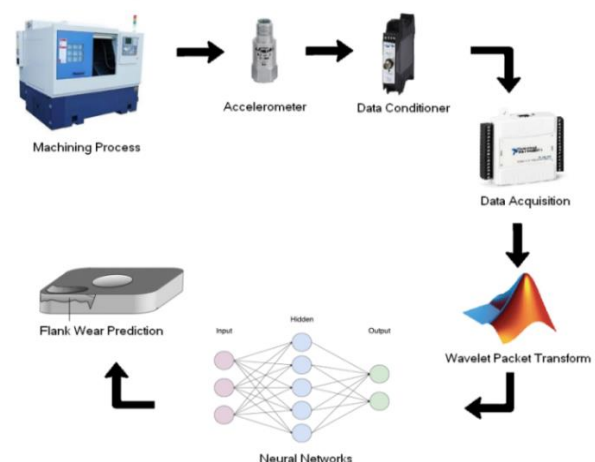 Machining Process
Accelerometer
Data Conditioner
Data Acquisition
Wavelet Packet Transform
Input
Hidden
Output
Neural Networks
Flank Wear Prediction